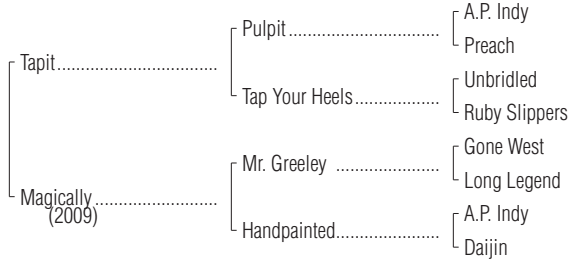 A.P. Indy
Pulpit
Preach
Tapit
Unbridled
Tap Your Heels
Ruby Slippers
Gone West
Mr. Greeley
Long Legend
Magically
(2009)
A.P. Indy
Handpainted
Daijin